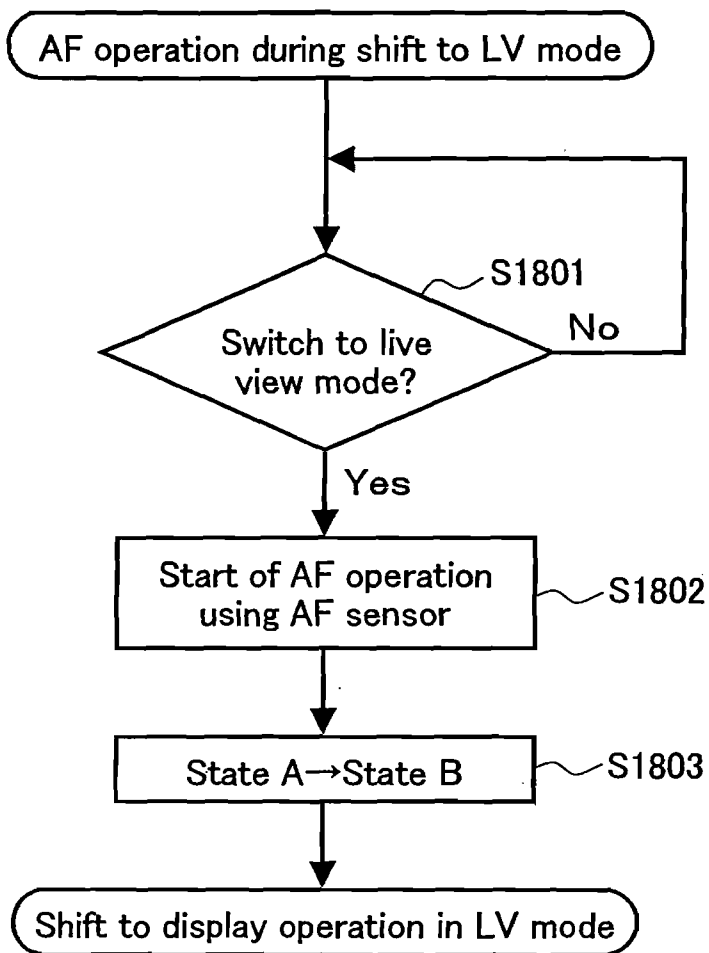 AF operation during shift to LV mode
S1801
No
Switch to live
view mode?
Yes
Start of AF operation
using AF sensor
S1802
State A→State B
S1803
Shift to display operation in LV mode